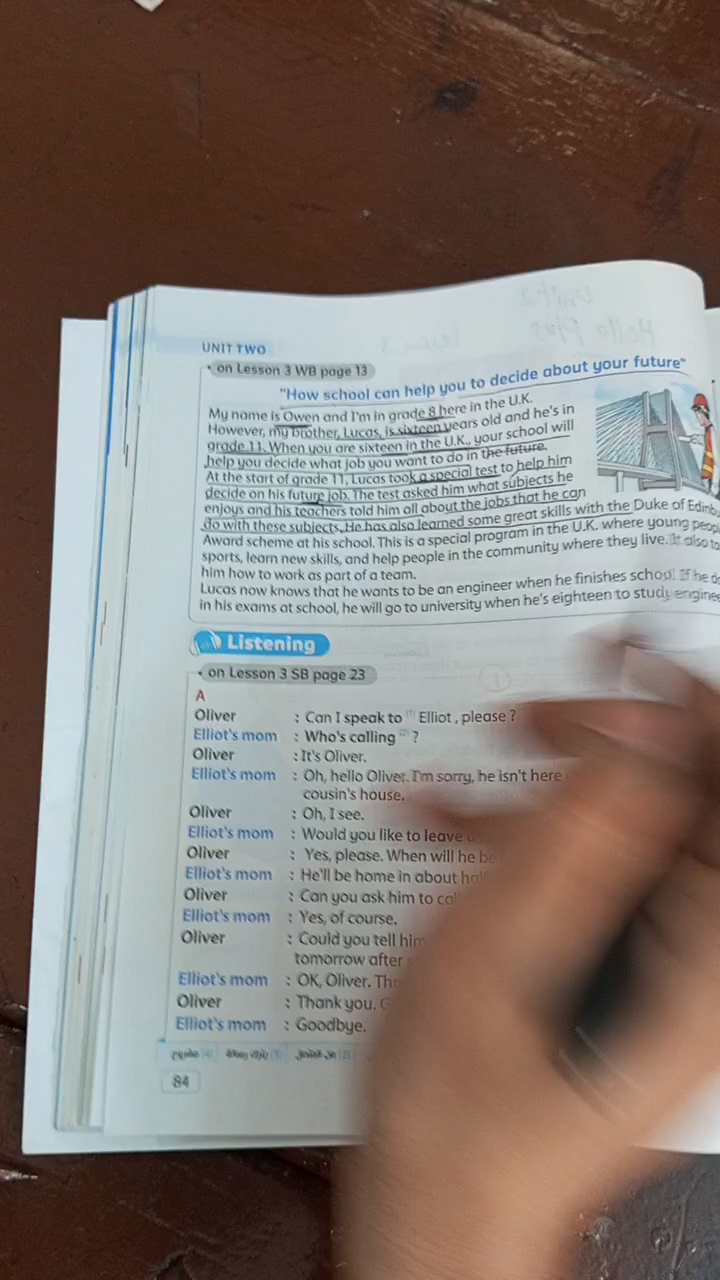 UNIT TWO
• on Lesson 3 WB page 13
"How school can help you to decide about your future"
My name is Owen and I'm in grade 8 here in the U.K.
However, my brother, Lucas, is sixteen years old and he's in
grade 11. When you are sixteen in the U.K., your school will
help you decide what job you want to do in the future.
At the start of grade 11, Lucas took a special test to help him
decide on his future job. The test asked him what subjects he
enjoys and his teachers told him all about the jobs that he can
do with these subjects. He has also learned some great skills with the Duke of
Award scheme at his school. This is a special program in the U.K. where young
sports, learn new skills, and help people in the community where they live. It also
him how to work as part of a team.
Lucas now knows that he wants to be an engineer when he finishes school. If he
in his exams at school, he will go to university when he's eighteen to study
Listening
• on Lesson 3 SB page 23
A
Oliver : Can I speak to (1) Elliot , please ?
Elliot's mom : Who's calling (2) ?
Oliver : It's Oliver.
Elliot's mom : Oh, hello Oliver. I'm sorry, he isn't here
cousin's house.
Oliver : Oh, I see.
Elliot's mom : Would you like to leave
Oliver : Yes, please. When will he
Elliot's mom : He'll be home in about
Oliver : Can you ask him to
Elliot's mom : Yes, of course.
Oliver : Could you tell him
tomorrow after
Elliot's mom : OK, Oliver.
Oliver : Thank you.
Elliot's mom : Goodbye.
84